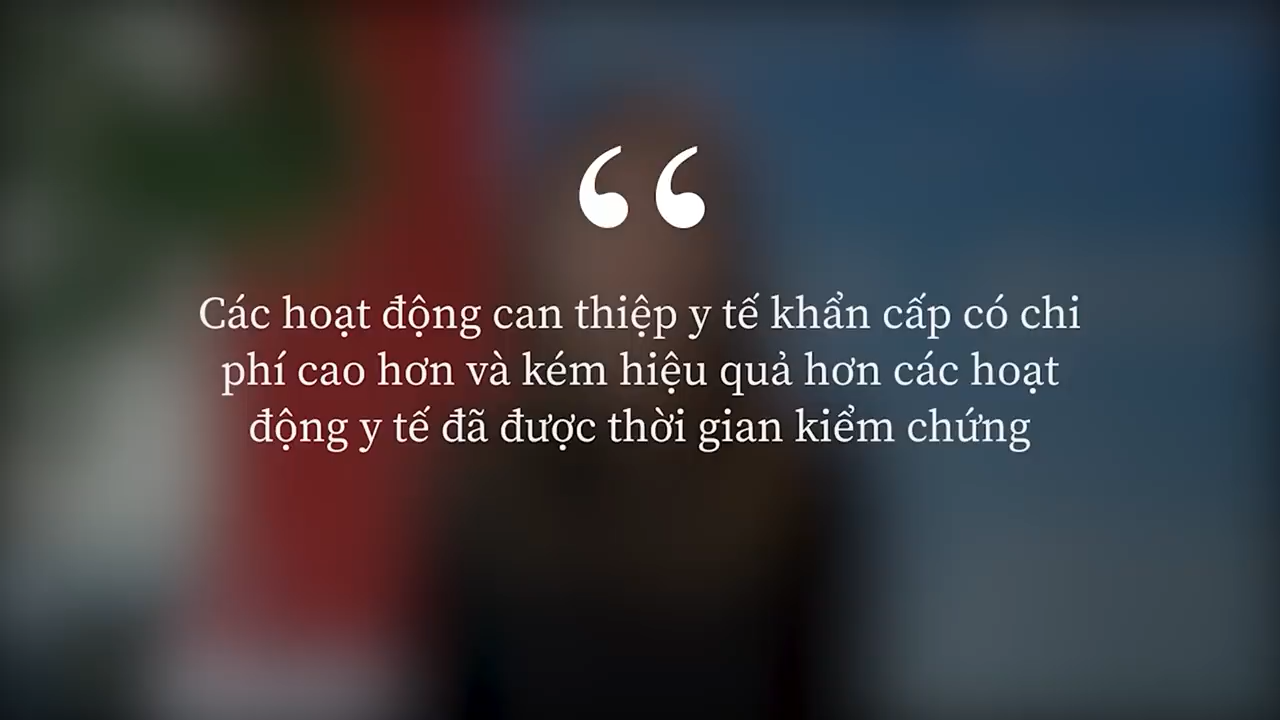 “
Các hoạt động can thiệp y tế khẩn cấp có chi
phí cao hơn và kém hiệu quả hơn các hoạt
động y tế đã được thời gian kiểm chứng